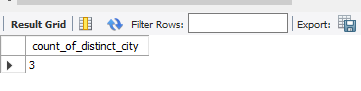 Result Grid Filter Rows: Export:
count_of_distinct_city
3